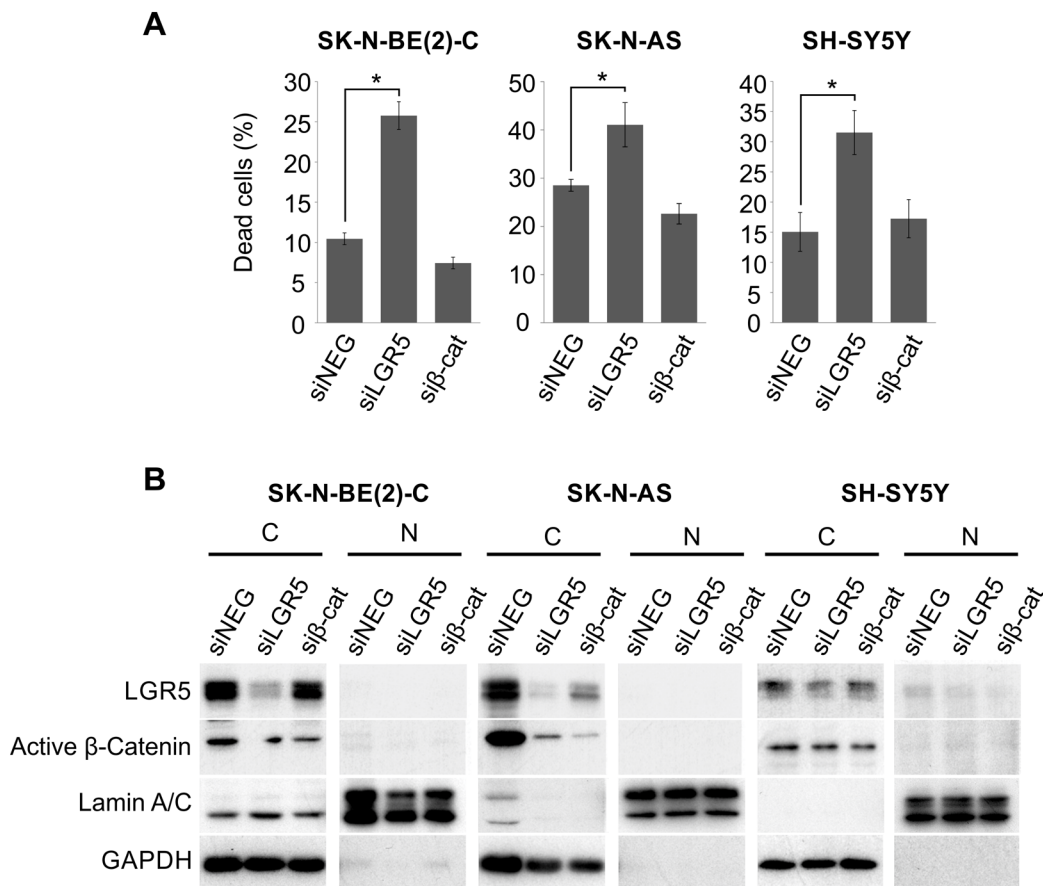 A
SK-N-BE(2)-C SK-N-AS SH-SY5Y
Dead cells (%)
30
25
20
15
10
5
0
*
siNEG siLGR5 siβ-cat
50
40
30
20
10
0
*
siNEG siLGR5 siβ-cat
40
35
30
25
20
15
10
5
0
*
siNEG siLGR5 siβ-cat
B
SK-N-BE(2)-C SK-N-AS SH-SY5Y
C N C N C N
siNEG siLGR5 siβ-cat siNEG siLGR5 siβ-cat siNEG siLGR5 siβ-cat siNEG siLGR5 siβ-cat siNEG siLGR5 siβ-cat siNEG siLGR5 siβ-cat
LGR5
Active β-Catenin
Lamin A/C
GAPDH